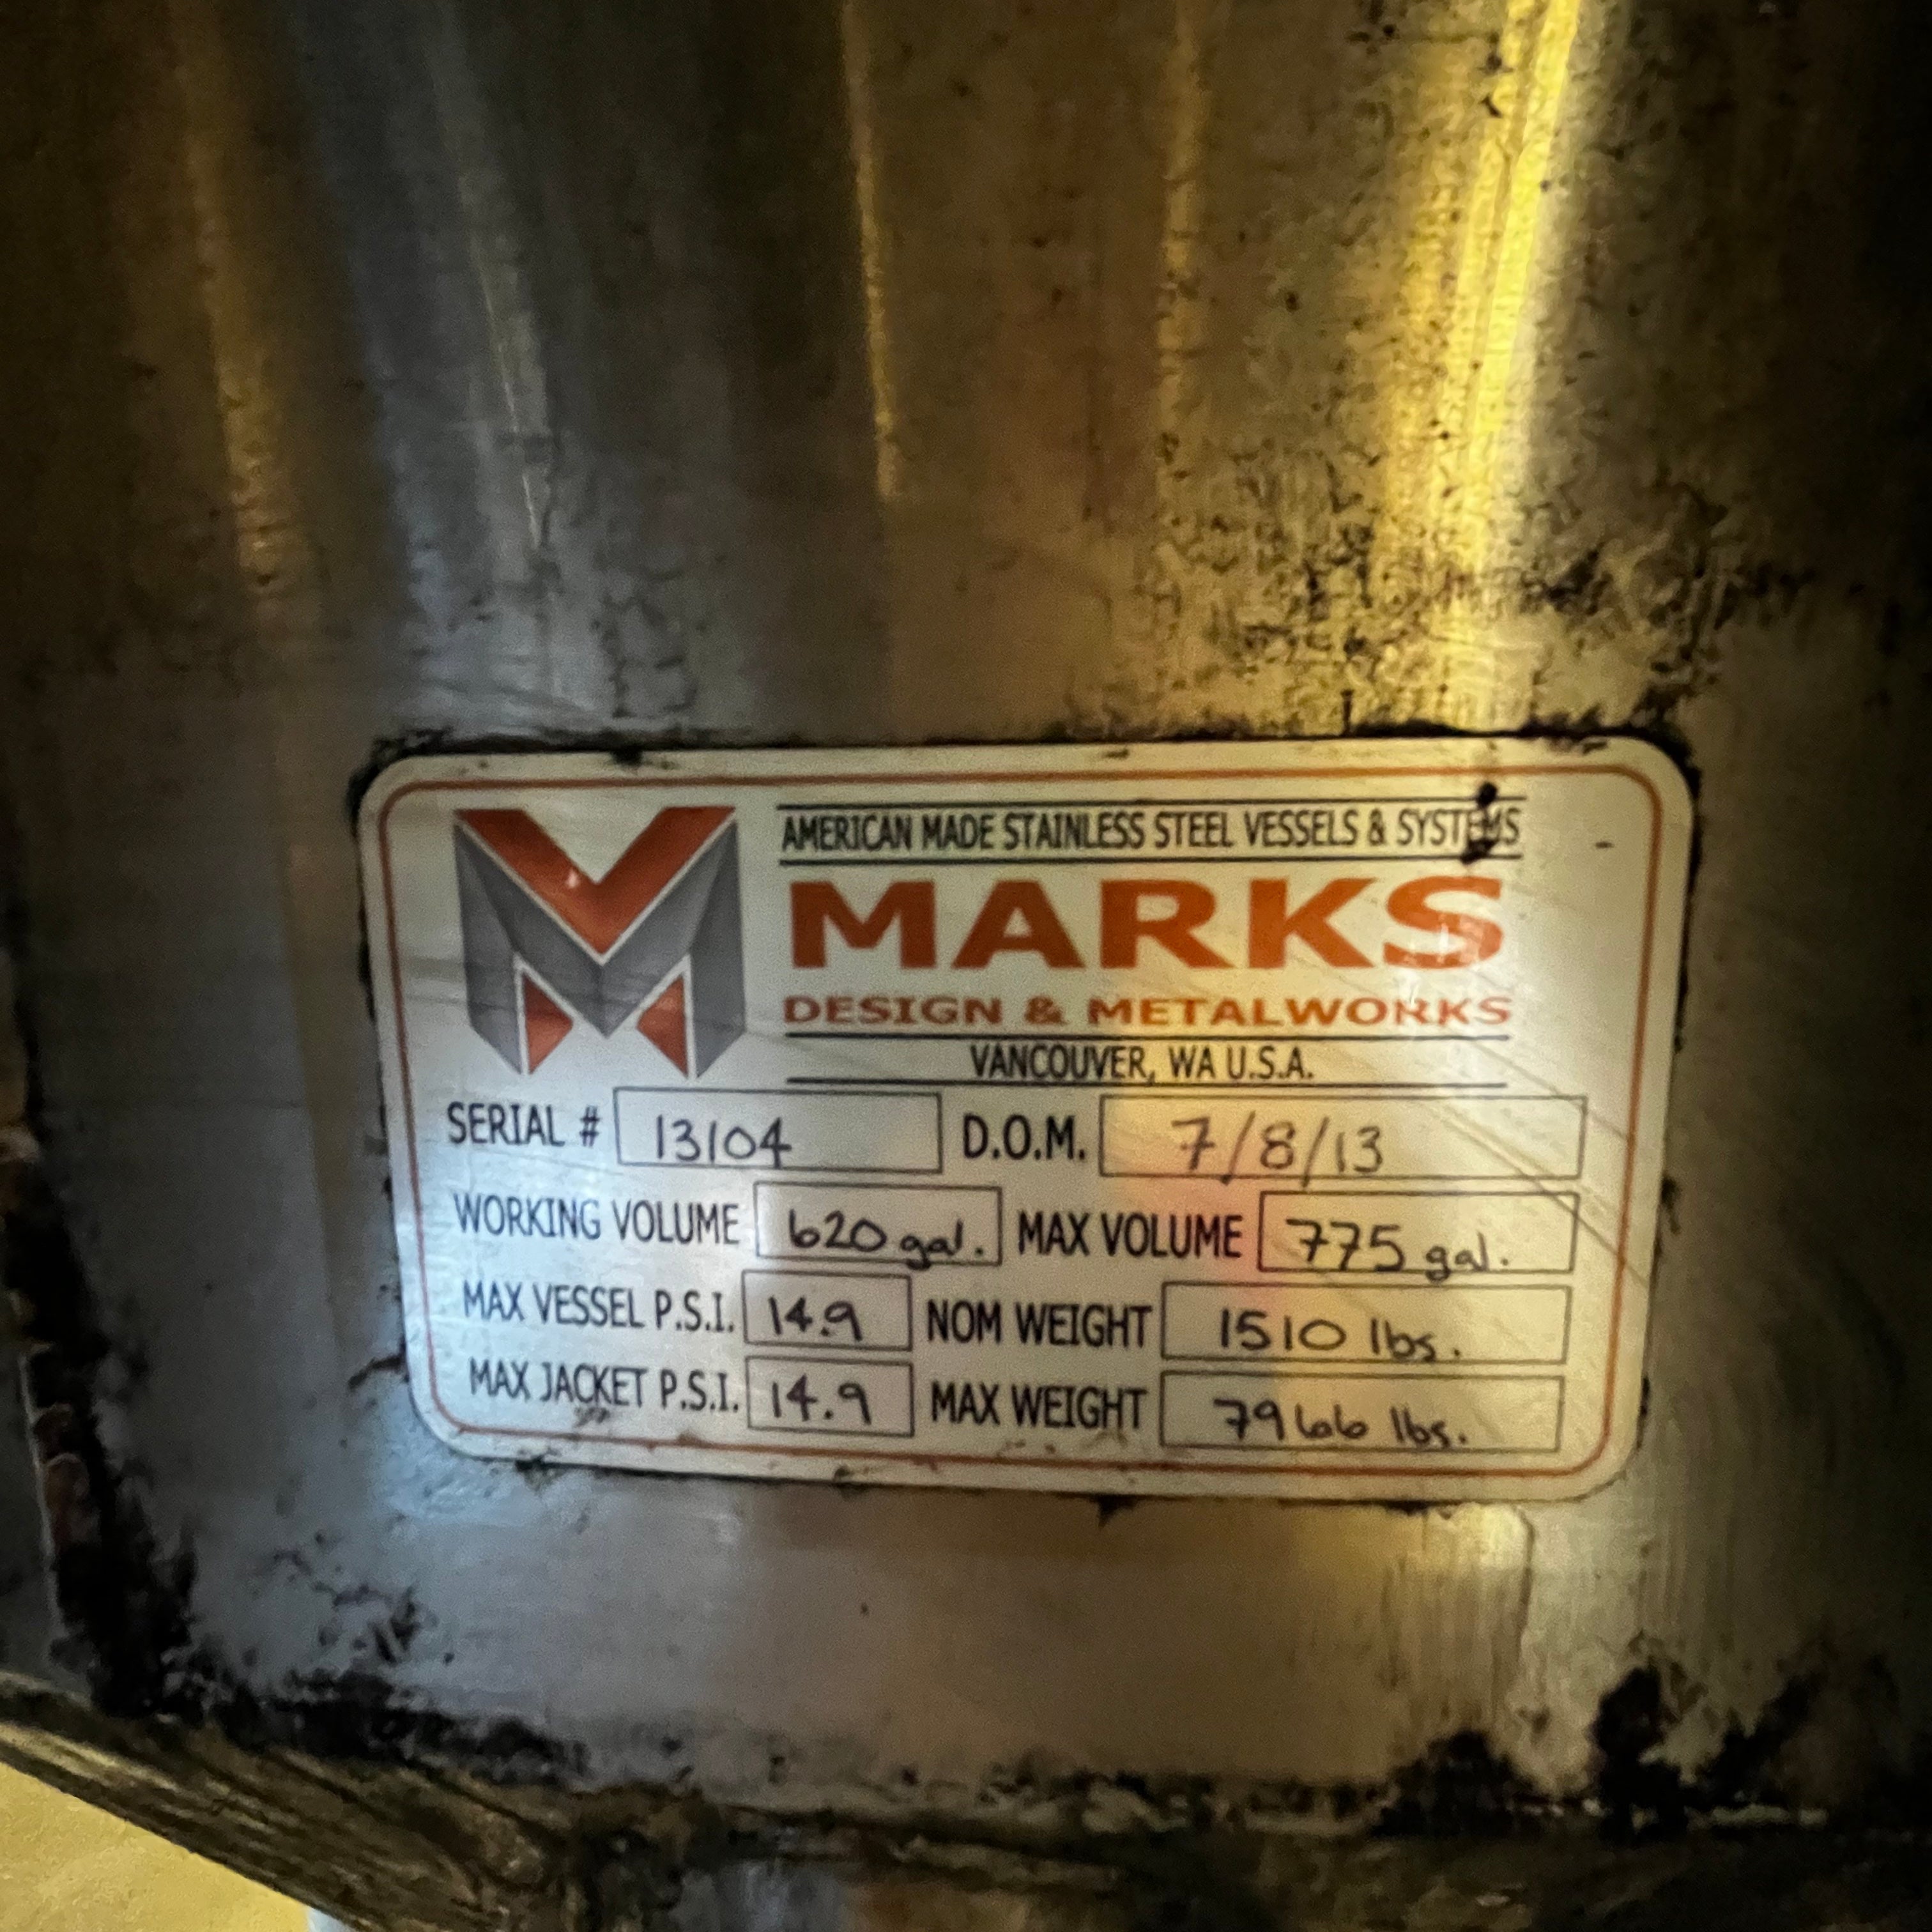 AMERICAN MADE STAINLESS STEEL VESSELS & SYSTEMS
MARKS
DESIGN & METALWORKS
VANCOUVER, WA U.S.A.
SERIAL # 13104 D.O.M. 7/8/13
WORKING VOLUME 620 gal. MAX VOLUME 775 gal.
MAX VESSEL P.S.I. 14.9 NOM WEIGHT 1510 lbs.
MAX JACKET P.S.I. 14.9 MAX WEIGHT 7966 lbs.